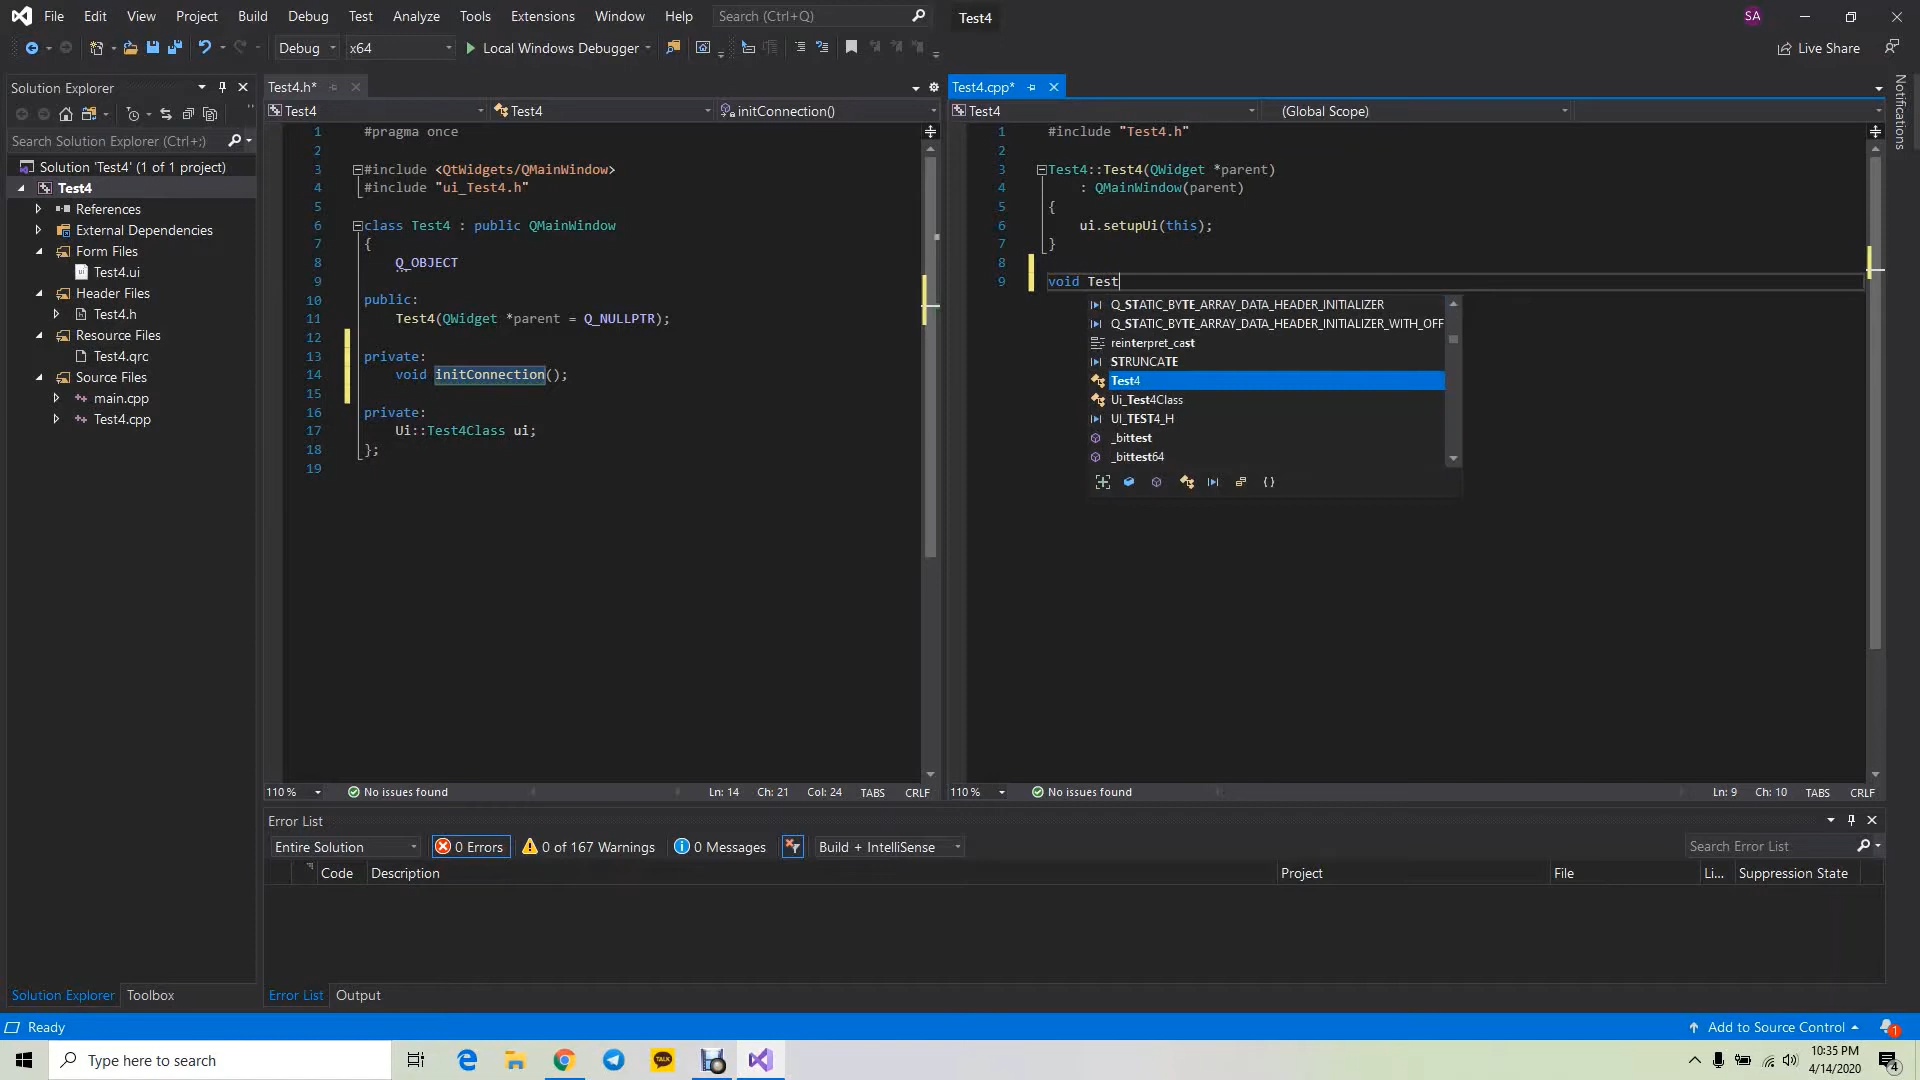 File Edit View Project Build Debug Test Analyze Tools Extensions Window Help Search (Ctrl+Q) Test4 SA
Debug x64 Local Windows Debugger Live Share
Notifications
Solution Explorer
Search Solution Explorer (Ctrl+;)
Solution 'Test4' (1 of 1 project)
Test4
References
External Dependencies
Form Files
Test4.ui
Header Files
Test4.h
Resource Files
Test4.qrc
Source Files
main.cpp
Test4.cpp
Solution Explorer Toolbox
Test4.h*
Test4 Test4 initConnection()
1 #pragma once
2
3 #include <QtWidgets/QMainWindow>
4 #include "ui_Test4.h"
5
6 class Test4 : public QMainWindow
7 {
8 Q_OBJECT
9
10 public:
11 Test4(QWidget *parent = Q_NULLPTR);
12
13 private:
14 void initConnection();
15
16 private:
17 Ui::Test4Class ui;
18 };
19
110 % No issues found Ln: 14 Ch: 21 Col: 24 TABS CRLF
Test4.cpp*
Test4 (Global Scope)
1 #include "Test4.h"
2
3 Test4::Test4(QWidget *parent)
4 : QMainWindow(parent)
5 {
6 ui.setupUi(this);
7 }
8
9 void Test
Q_STATIC_BYTE_ARRAY_DATA_HEADER_INITIALIZER
Q_STATIC_BYTE_ARRAY_DATA_HEADER_INITIALIZER_WITH_OFF
reinterpret_cast
STRUNCATE
Test4
Ui_Test4Class
UI_TEST4_H
_bittest
_bittest64
110 % No issues found Ln: 9 Ch: 10 TABS CRLF
Error List
Entire Solution 0 Errors 0 of 167 Warnings 0 Messages Build + IntelliSense Search Error List
Code Description Project File Li... Suppression State
Error List Output
Ready Add to Source Control 1
Type here to search TALK 10:35 PM
4/14/2020 4